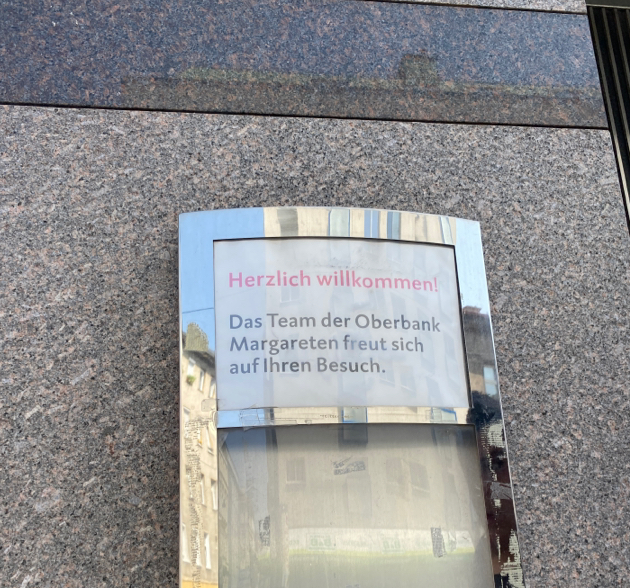 Herzlich willkommen!
Das Team der Oberbank
Margareten freut sich
auf Ihren Besuch.